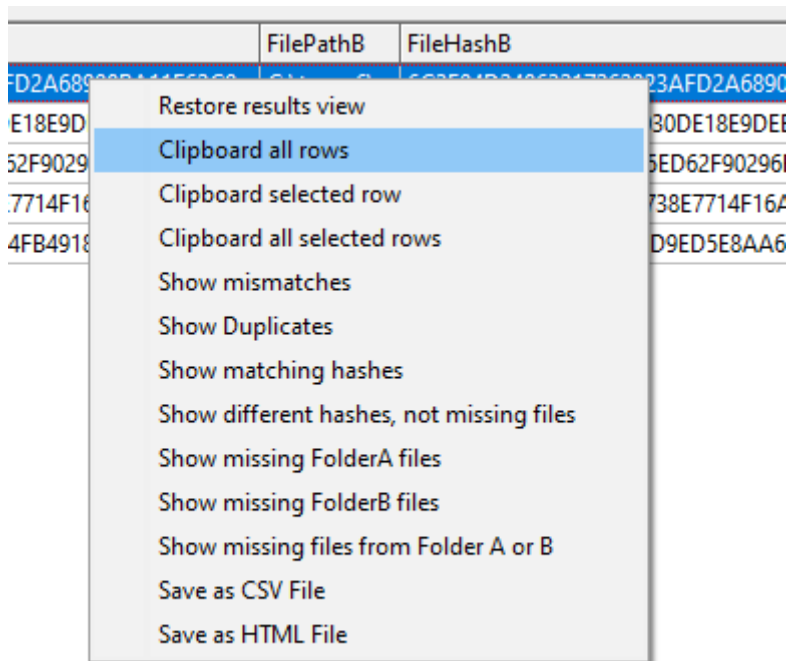 FilePathB FileHashB
Restore results view
30DE18E9DEE
Clipboard all rows
62F9029
Clipboard selected row
Clipboard all selected rows
Show mismatches
Show Duplicates
Show matching hashes
Show different hashes, not missing files
Show missing FolderA files
Show missing FolderB files
Show missing files from Folder A or B
Save as CSV File
Save as HTML File